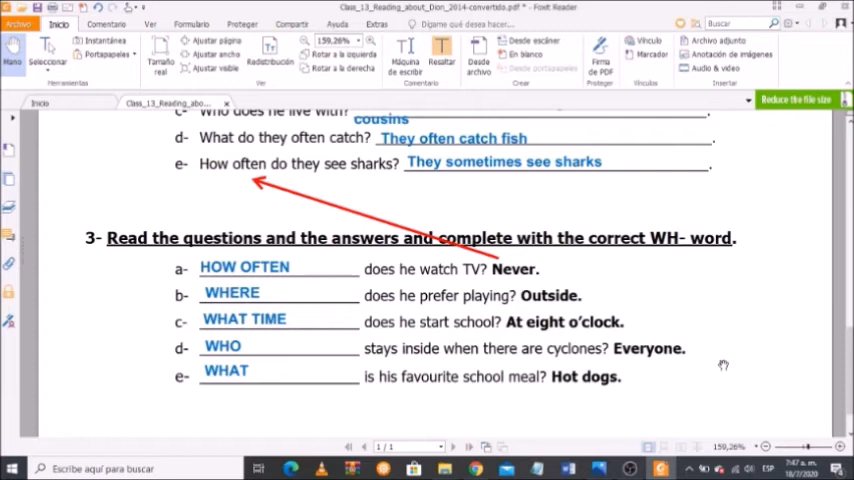 Class_13_Reading_about_Dion_2014-convertido.pdf * - Foxit Reader
Archivo Inicio Comentario Ver Formulario Proteger Compartir Ayuda Extras Dígame qué desea hacer... Buscar
Mano Seleccionar Instantánea Portapapeles Tamaño real Ajustar página Ajustar anchura Ajustar visible Redistribución 159,26% Rotar a la izquierda Rotar a la derecha Máquina de escribir Resaltar Desde archivo Desde escáner En blanco Desde portapapeles Firma de PDF Vínculo Marcador Archivo adjunto Anotación de imágenes Audio & vídeo
Herramientas Ver Comentario Crear Proteger Vínculos Insertar
Inicio Class_13_Reading_abo... Reduce the file size
c- Who does he live with? cousins
d- What do they often catch? They often catch fish.
e- How often do they see sharks? They sometimes see sharks.
3- Read the questions and the answers and complete with the correct WH- word.
a- HOW OFTEN does he watch TV? Never.
b- WHERE does he prefer playing? Outside.
c- WHAT TIME does he start school? At eight o'clock.
d- WHO stays inside when there are cyclones? Everyone.
e- WHAT is his favourite school meal? Hot dogs.
1 / 1 159,26%
Escribe aquí para buscar ESP 7:47 a. m.
18/7/2020